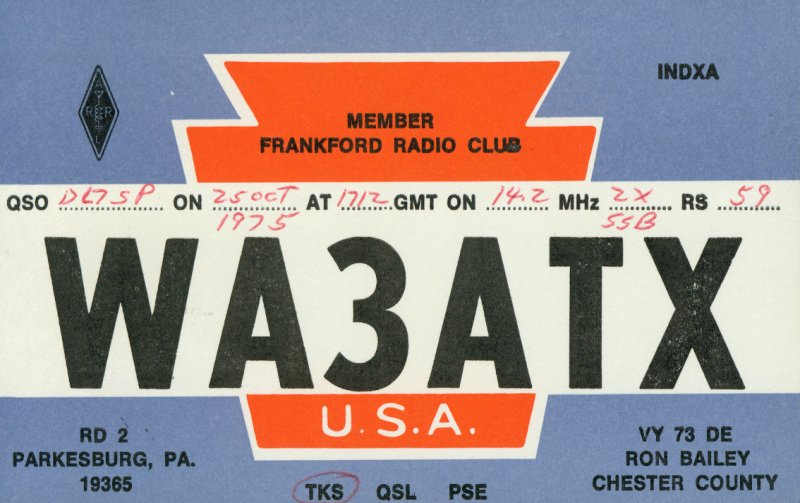 INDXA
ARRL
MEMBER
FRANKFORD RADIO CLUB
QSO DL7SP ON 25 OCT 1975 AT 1712 GMT ON 14.2 MHz 2X SSB RS 59
WA3ATX
U.S.A.
RD 2
PARKESBURG, PA.
19365
VY 73 DE
RON BAILEY
CHESTER COUNTY
TKS QSL PSE